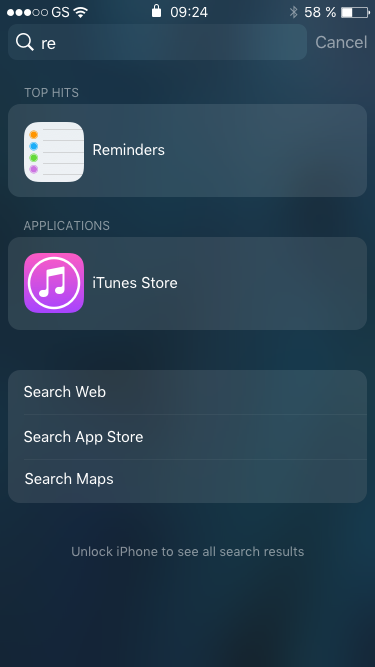 GS 09:24 58 %
re Cancel
TOP HITS
Reminders
APPLICATIONS
iTunes Store
Search Web
Search App Store
Search Maps
Unlock iPhone to see all search results